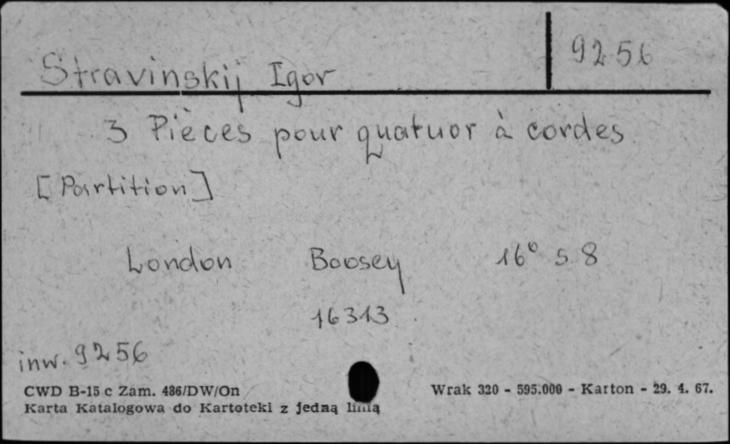 9256
Stravinskij Igor
3 Pièces pour quatuor à cordes
[Partition]
London Boosey 16° s 8
16313
inw. 9256
CWD B-15 c Zam. 486/DW/On Wrak 320 - 595.000 - Karton - 29. 4. 67.
Karta Katalogowa do Kartoteki z jedną linią